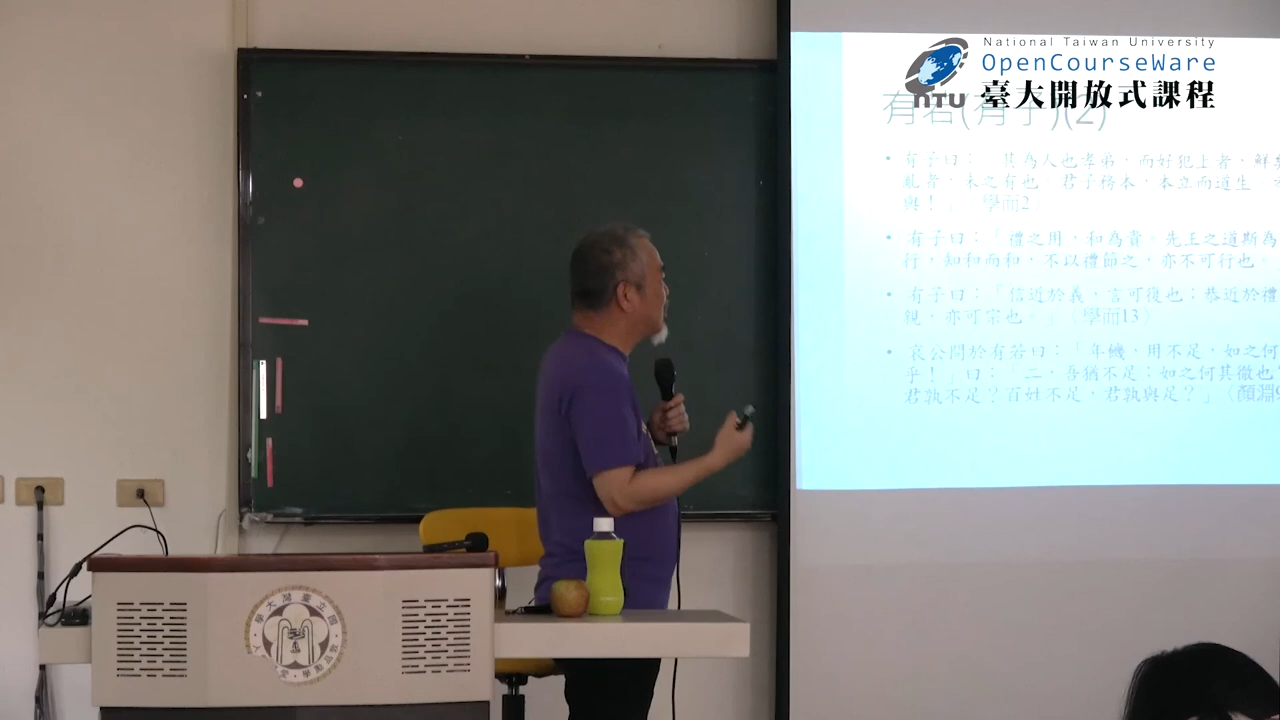 National Taiwan University
OpenCourseWare
NTU 臺大開放式課程
有若(有子)(2)
有子曰：「其為人也孝弟，而好犯上者，鮮矣
亂者，未之有也。君子務本，本立而道生。孝
與！」〈學而2
有子曰：「禮之用，和為貴。先王之道斯為
行，知和而和，不以禮節之，亦不可行也。
有子曰：「信近於義，言可復也；恭近於禮
親，亦可宗也。」〈學而13〉
哀公問於有若曰：「年饑，用不足，如之何
乎！」曰：「二，吾猶不足；如之何其徹也
君孰不足？百姓不足，君孰與足？」〈顏淵9